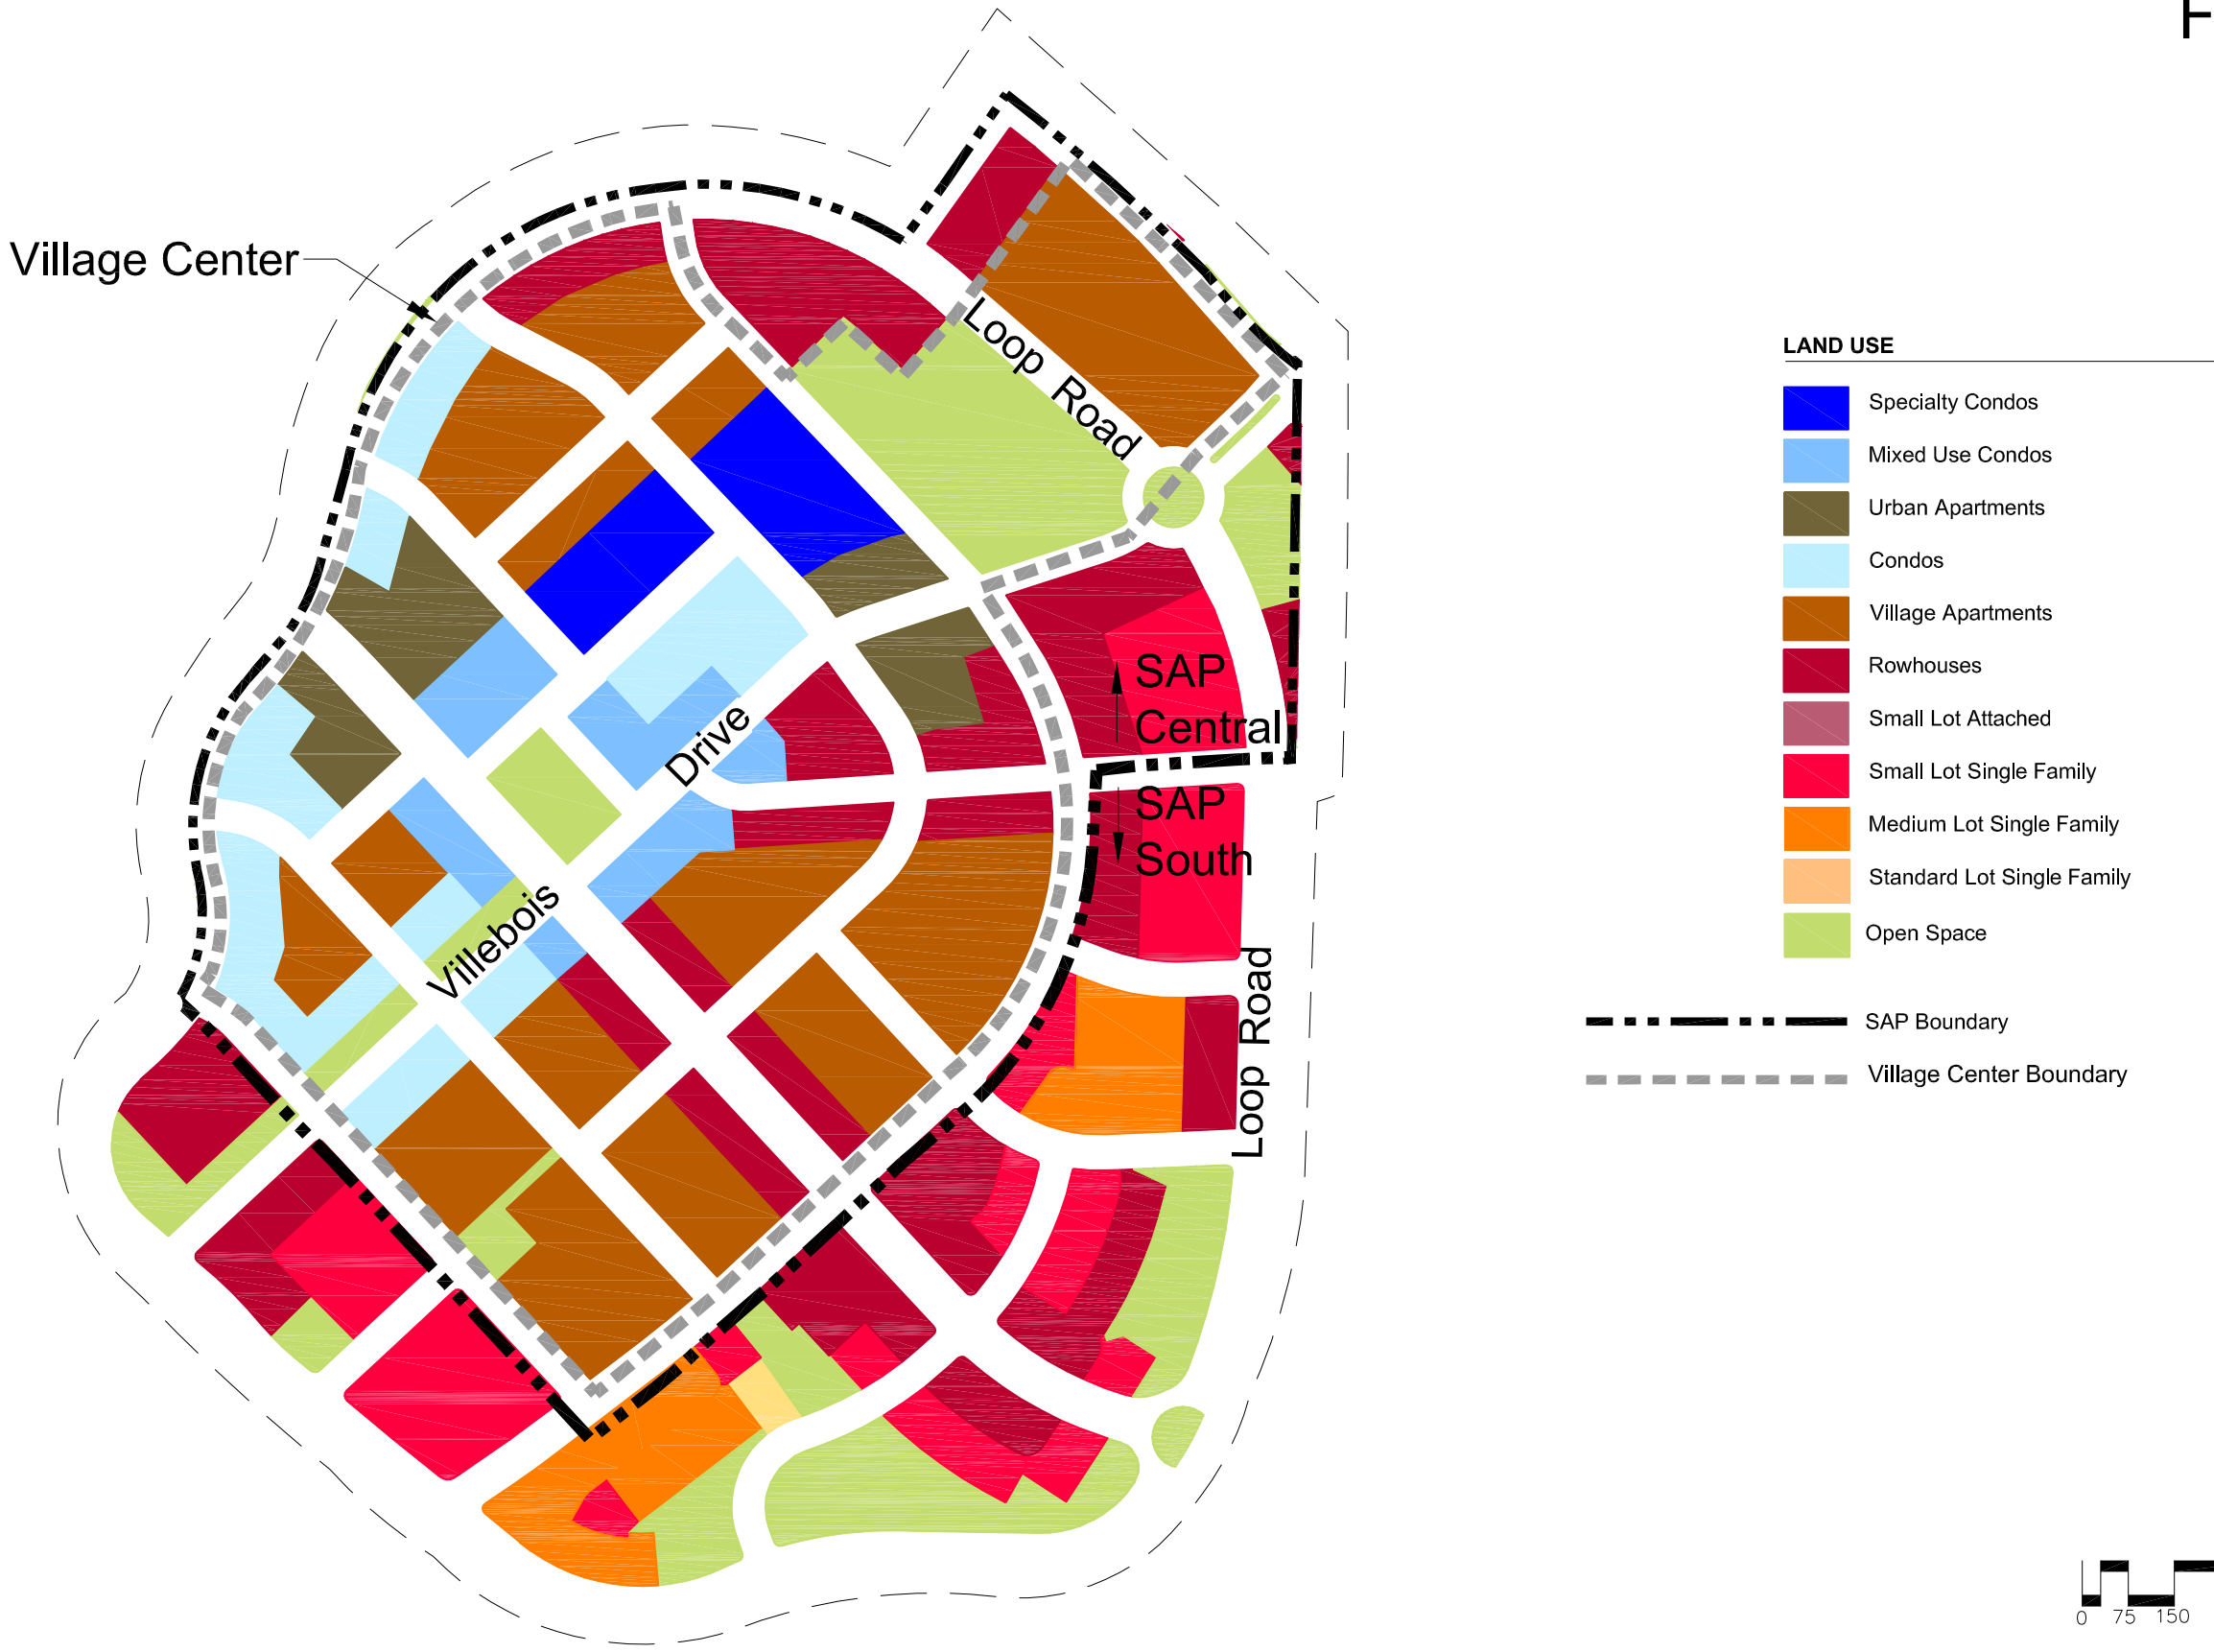 F
Village Center
Loop Road
LAND USE
Specialty Condos
Mixed Use Condos
Urban Apartments
Condos
Village Apartments
Rowhouses
Small Lot Attached
Small Lot Single Family
Medium Lot Single Family
Standard Lot Single Family
Open Space
SAP Boundary
Village Center Boundary
SAP
Central
SAP
South
Villebois Drive
Loop Road
0 75 150